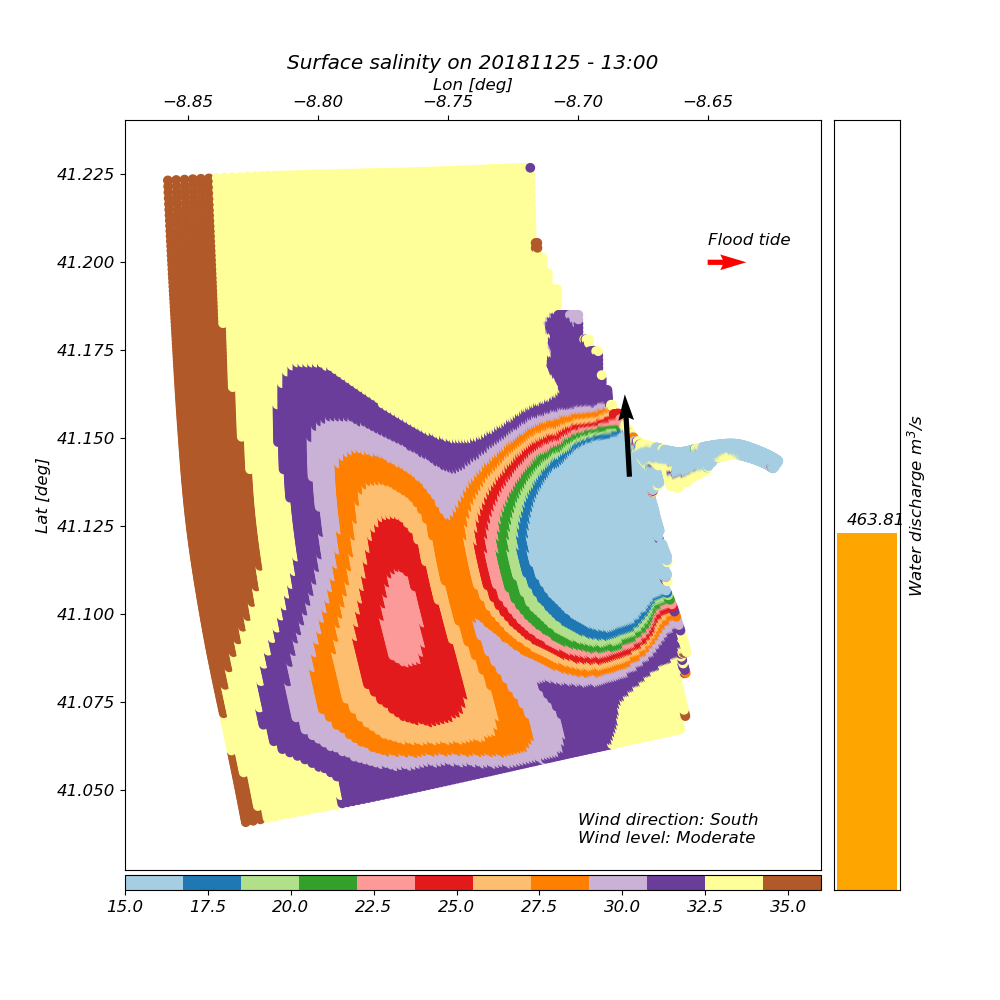 Surface salinity on 20181125 - 13:00
Lon [deg]
−8.85 −8.80 −8.75 −8.70 −8.65
41.225
41.200
41.175
41.150
41.125
41.100
41.075
41.050
Lat [deg]
Flood tide
463.81
Water discharge m³/s
Wind direction: South
Wind level: Moderate
15.0 17.5 20.0 22.5 25.0 27.5 30.0 32.5 35.0